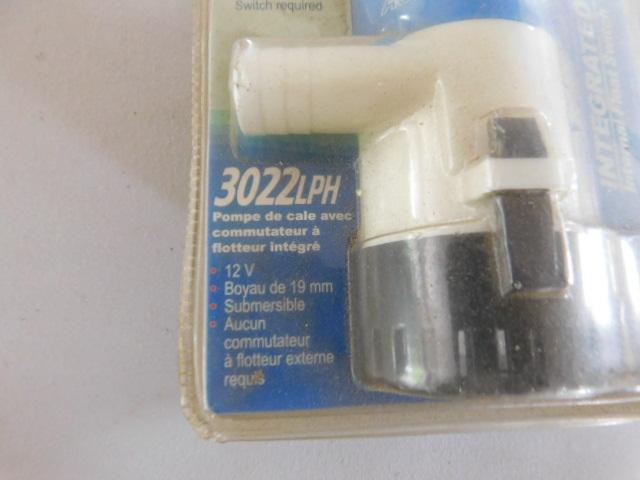 Switch required
INTEGRATED
3022LPH
Pompe de cale avec
commutateur à
flotteur intégré
12 V
Boyau de 19 mm
Submersible
Aucun
commutateur
à flotteur externe
requis